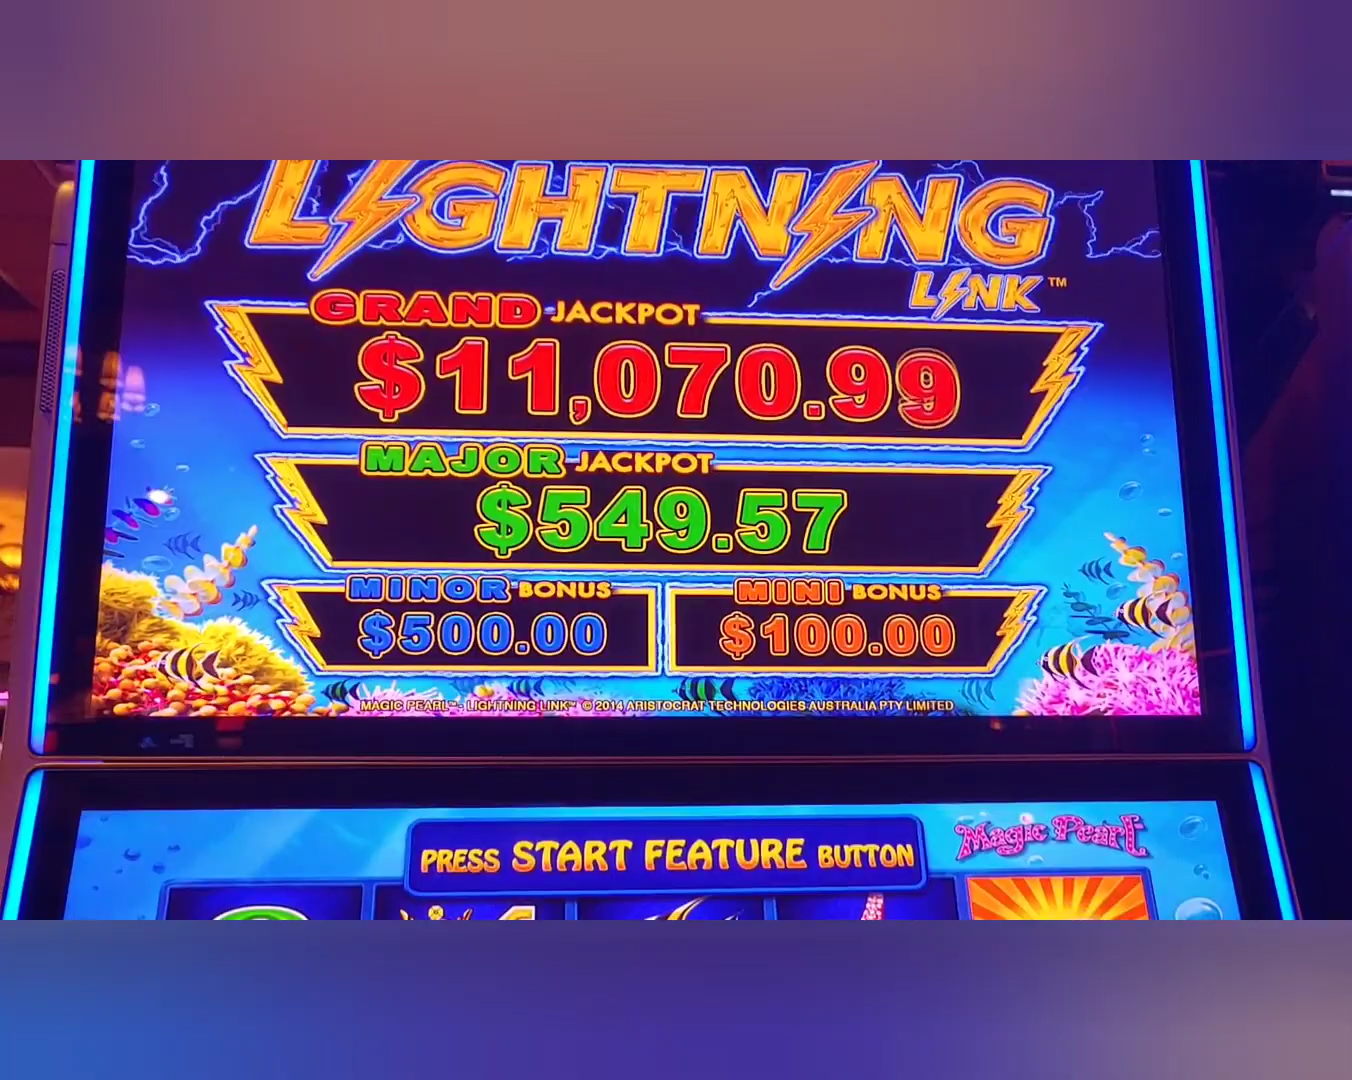 LIGHTNING
LINK™
GRAND JACKPOT
$11,070.99
MAJOR JACKPOT
$549.57
MINOR BONUS
$500.00
MINI BONUS
$100.00
MAGIC PEARL™ - LIGHTNING LINK™ © 2014 ARISTOCRAT TECHNOLOGIES AUSTRALIA PTY LIMITED
Magic Pearl
PRESS START FEATURE BUTTON